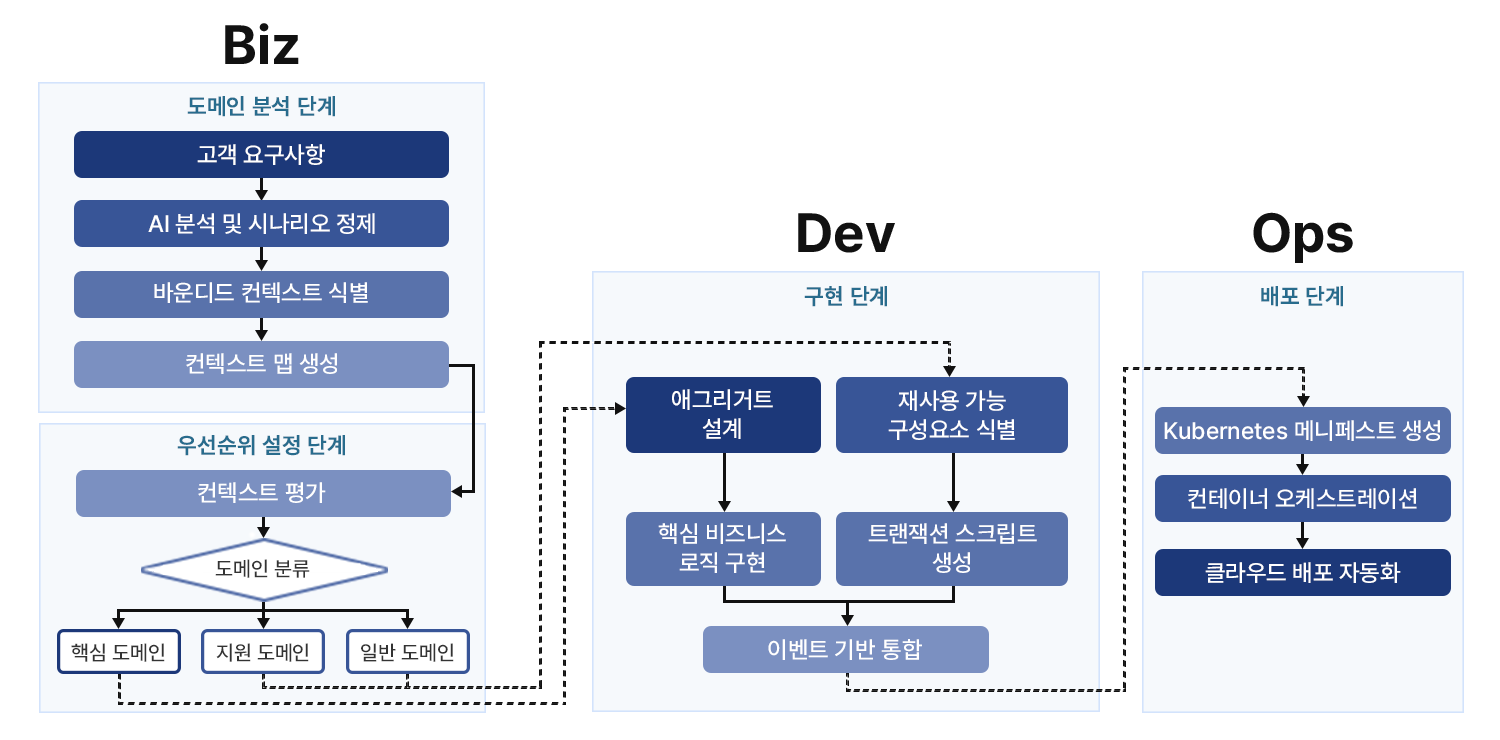 Biz
도메인 분석 단계
고객 요구사항
AI 분석 및 시나리오 정제
바운디드 컨텍스트 식별
컨텍스트 맵 생성
우선순위 설정 단계
컨텍스트 평가
도메인 분류
핵심 도메인
지원 도메인
일반 도메인
Dev
구현 단계
애그리거트
설계
재사용 가능
구성요소 식별
핵심 비즈니스
로직 구현
트랜잭션 스크립트
생성
이벤트 기반 통합
Ops
배포 단계
Kubernetes 메니페스트 생성
컨테이너 오케스트레이션
클라우드 배포 자동화